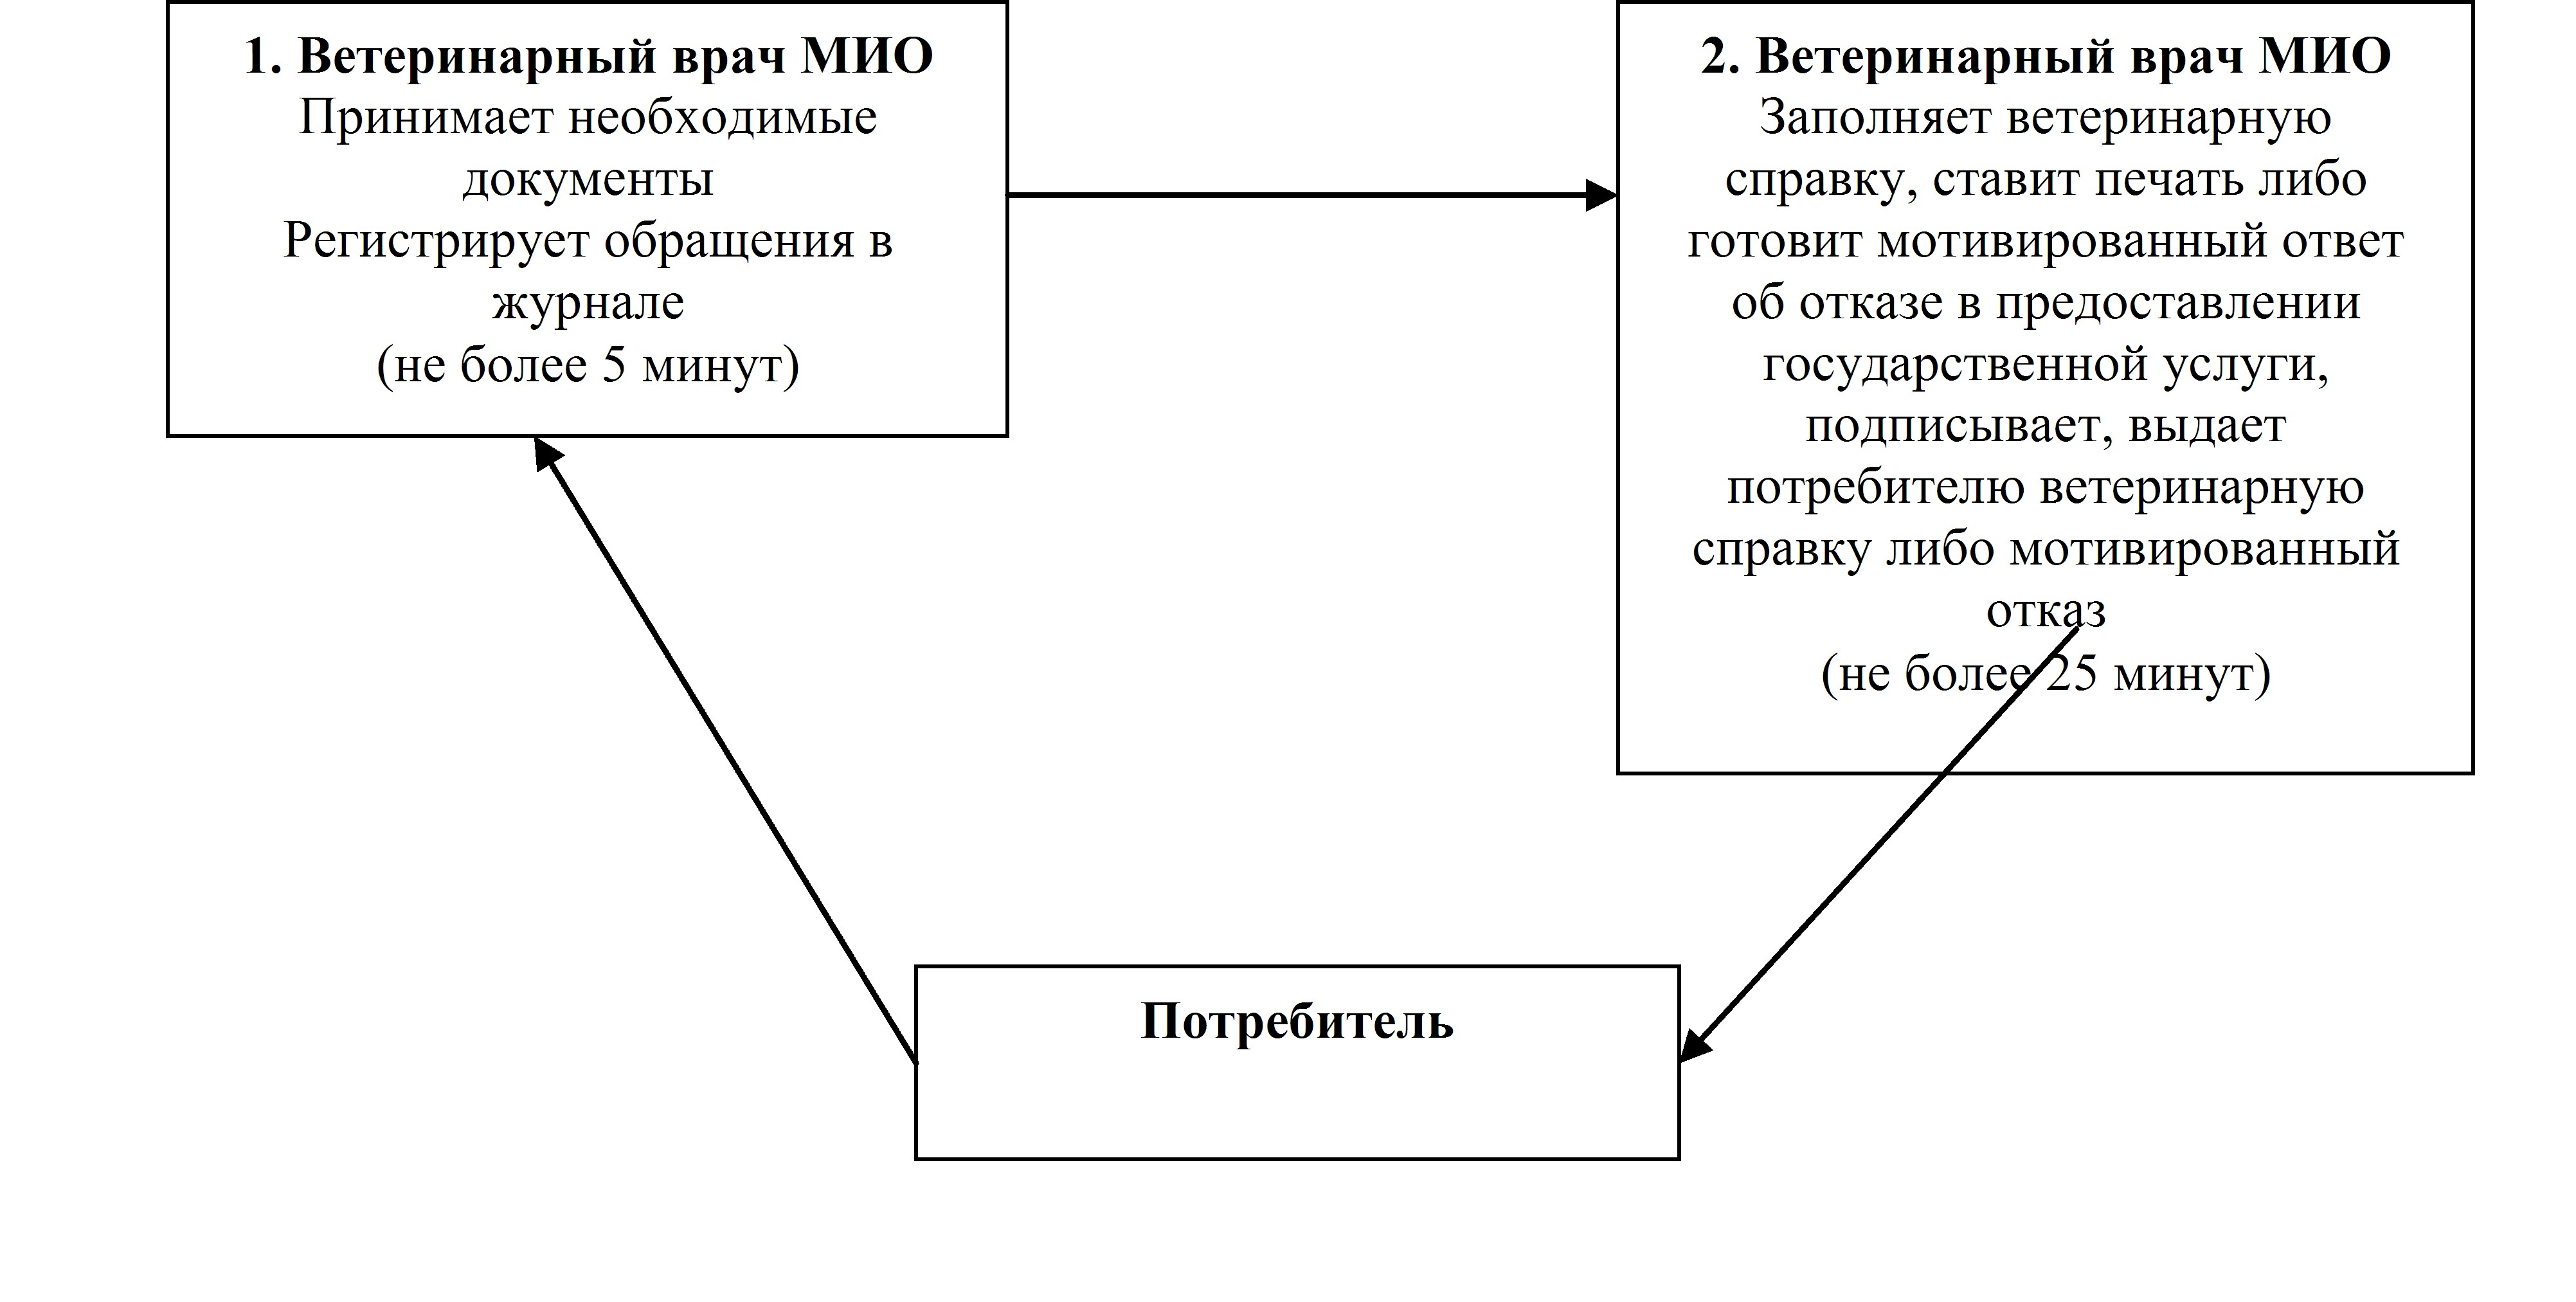 1. Ветеринарный врач МИО
Принимает необходимые
документы
Регистрирует обращения в
журнале
(не более 5 минут)
2. Ветеринарный врач МИО
Заполняет ветеринарную
справку, ставит печать либо
готовит мотивированный ответ
об отказе в предоставлении
государственной услуги,
подписывает, выдает
потребителю ветеринарную
справку либо мотивированный
отказ
(не более 25 минут)
Потребитель